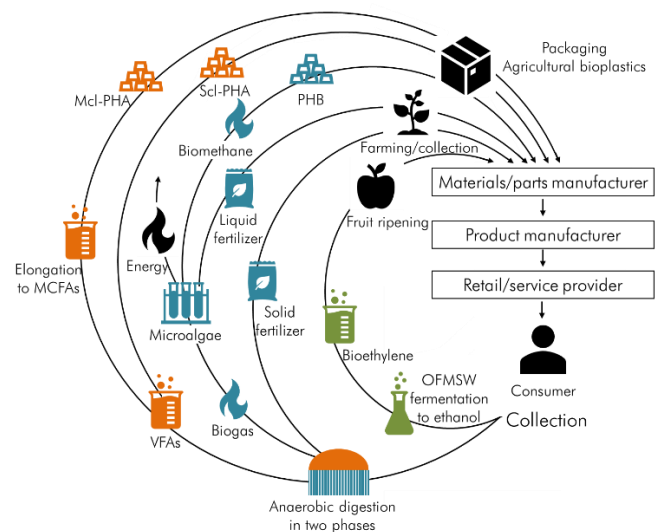 Packaging
Agricultural bioplastics
Scl-PHA
Mcl-PHA
PHB
Biomethane
Farming/collection
Materials/parts manufacturer
Liquid
fertilizer
Fruit ripening
Product manufacturer
Energy
Elongation
to MCFAs
Retail/service provider
Solid
fertilizer
Microalgae
Bioethylene
OFMSW
fermentation
to ethanol
Consumer
Collection
VFAs
Biogas
Anaerobic digestion
in two phases